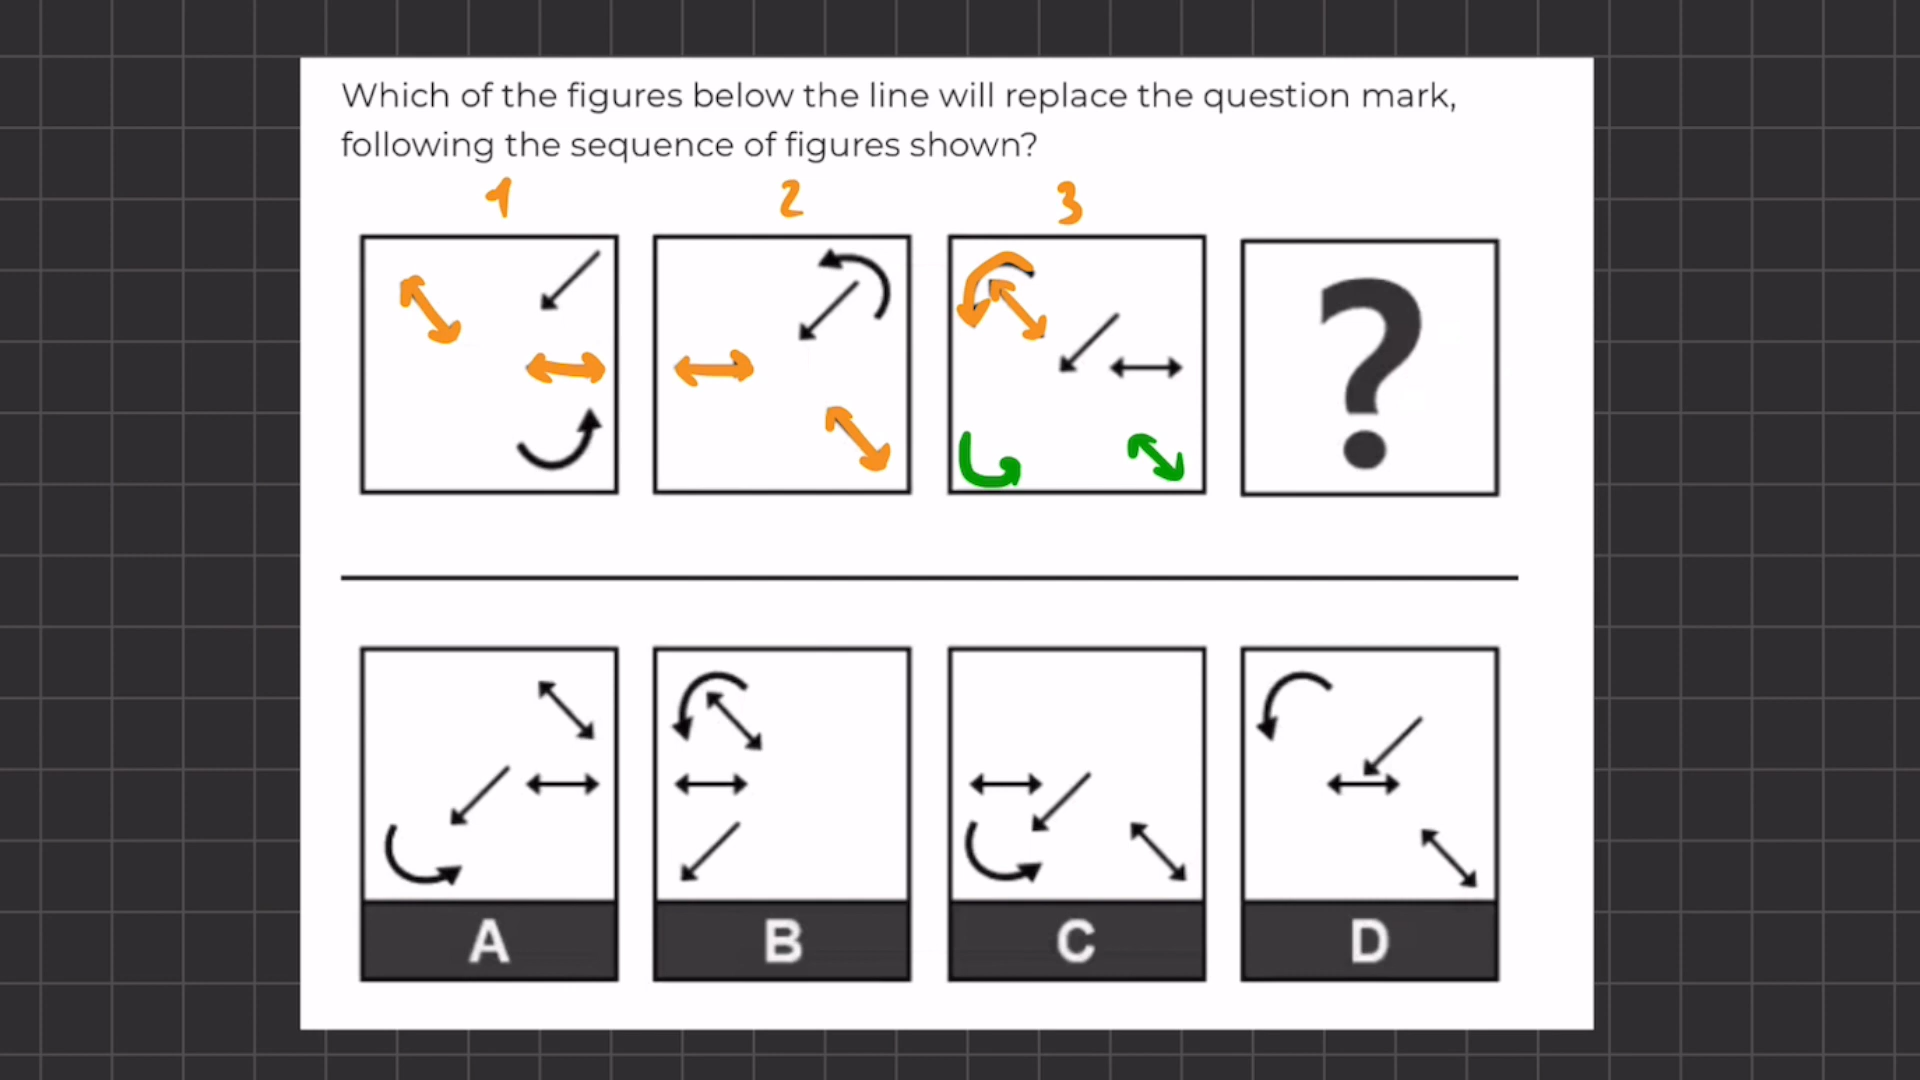 Which of the figures below the line will replace the question mark,
following the sequence of figures shown?
1 2 3
?
A B C D